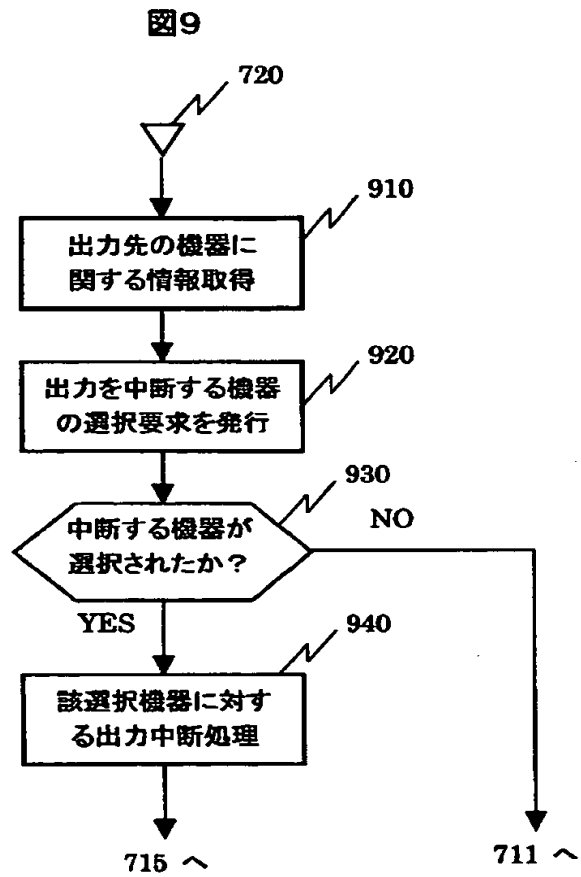 図9
720
910
出力先の機器に
関する情報取得
920
出力を中断する機器
の選択要求を発行
930
中断する機器が
選択されたか？
NO
YES
940
該選択機器に対す
る出力中断処理
715 へ
711 へ